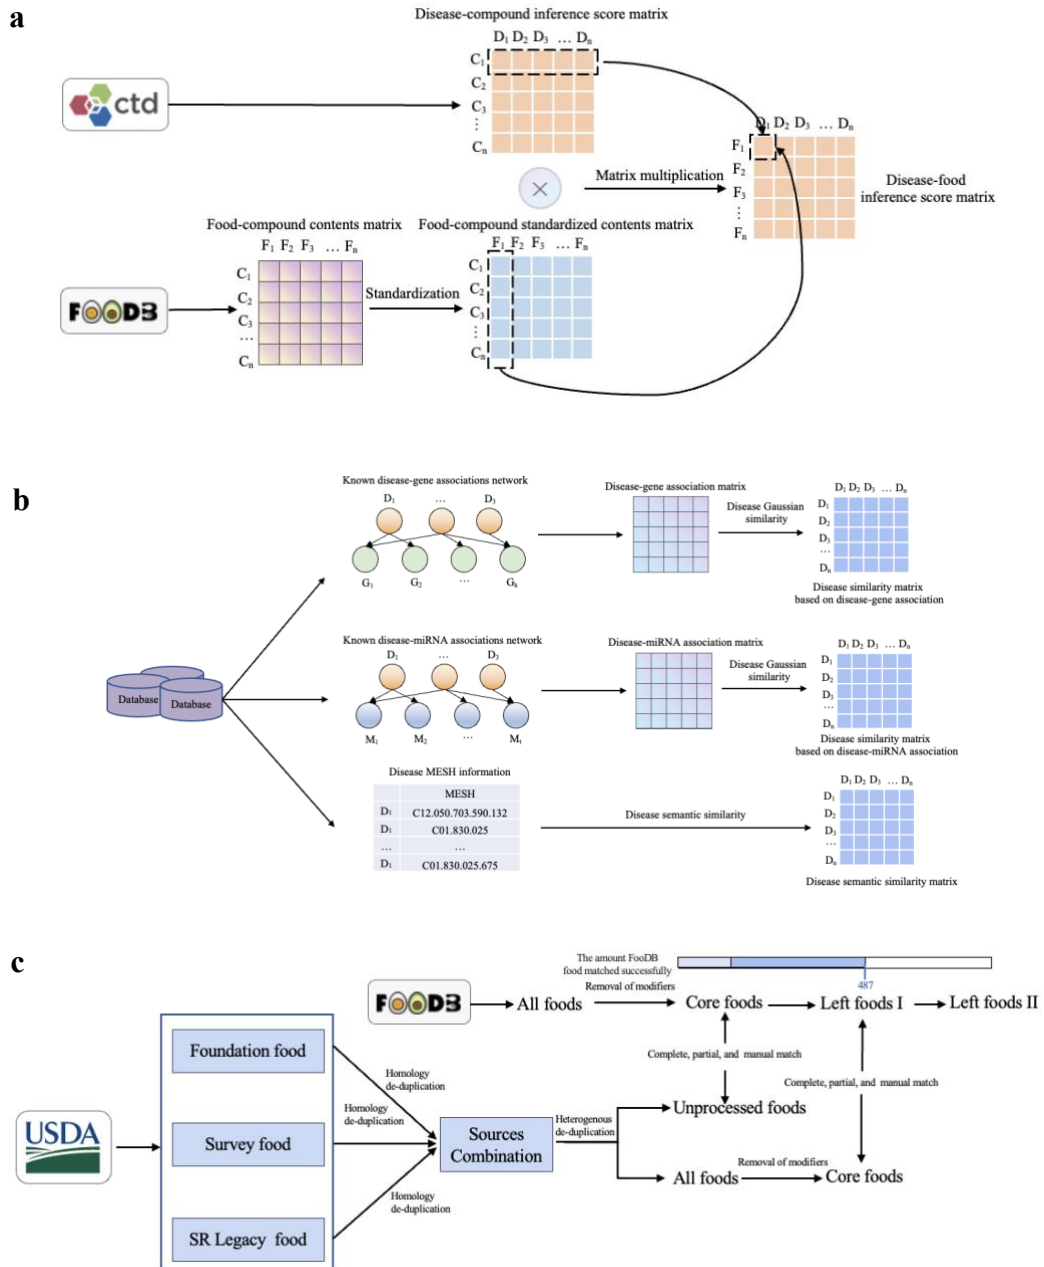 a
Disease-compound inference score matrix
D1 D2 D3 … Dn
C1
C2
C3
⋮
Cn
ctd
D1 D2 D3 … Dn
F1
F2
F3
⋮
Fn
Matrix multiplication
×
Disease-food
inference score matrix
Food-compound contents matrix
F1 F2 F3 … Fn
C1
C2
C3
…
Cn
FOODB
Standardization
Food-compound standardized contents matrix
F1 F2 F3 … Fn
C1
C2
C3
⋮
Cn
b
Known disease-gene associations network
D1 … D3
G1 G2 … Gk
Disease-gene association matrix
Disease Gaussian
similarity
D1 D2 D3 … Dn
D1
D2
D3
…
Dn
Disease similarity matrix
based on disease-gene association
Database
Database
Known disease-miRNA associations network
D1 … D3
M1 M2 … Mt
Disease-miRNA association matrix
Disease Gaussian
similarity
D1 D2 D3 … Dn
D1
D2
D3
…
Dn
Disease similarity matrix
based on disease-miRNA association
Disease MESH information
MESH
D1 C12.050.703.590.132
D1 C01.830.025
… …
D1 C01.830.025.675
Disease semantic similarity
D1 D2 D3 … Dn
D1
D2
D3
…
Dn
Disease semantic similarity matrix
c
The amount FooDB
food matched successfully
487
FOODB
All foods
Removal of modifiers
Core foods
Left foods I
Left foods II
Complete, partial, and manual match
Complete, partial, and manual match
USDA
Foundation food
Survey food
SR Legacy food
Homology
de-duplication
Homology
de-duplication
Homology
de-duplication
Sources
Combination
Heterogenous
de-duplication
Unprocessed foods
All foods
Removal of modifiers
Core foods